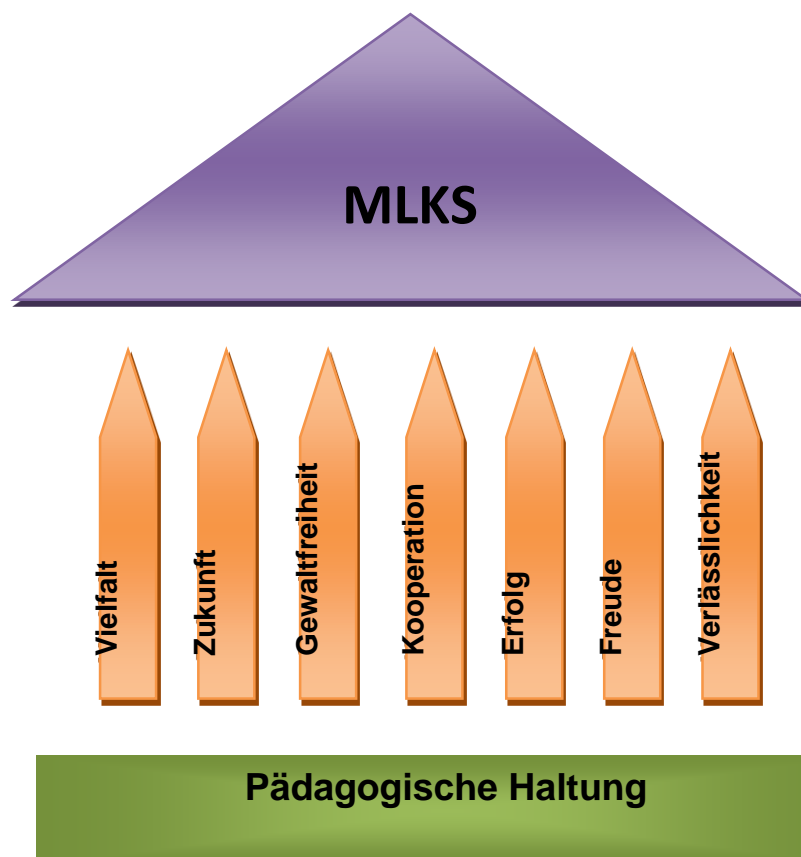 MLKS
Vielfalt
Zukunft
Gewaltfreiheit
Kooperation
Erfolg
Freude
Verlässlichkeit
Pädagogische Haltung